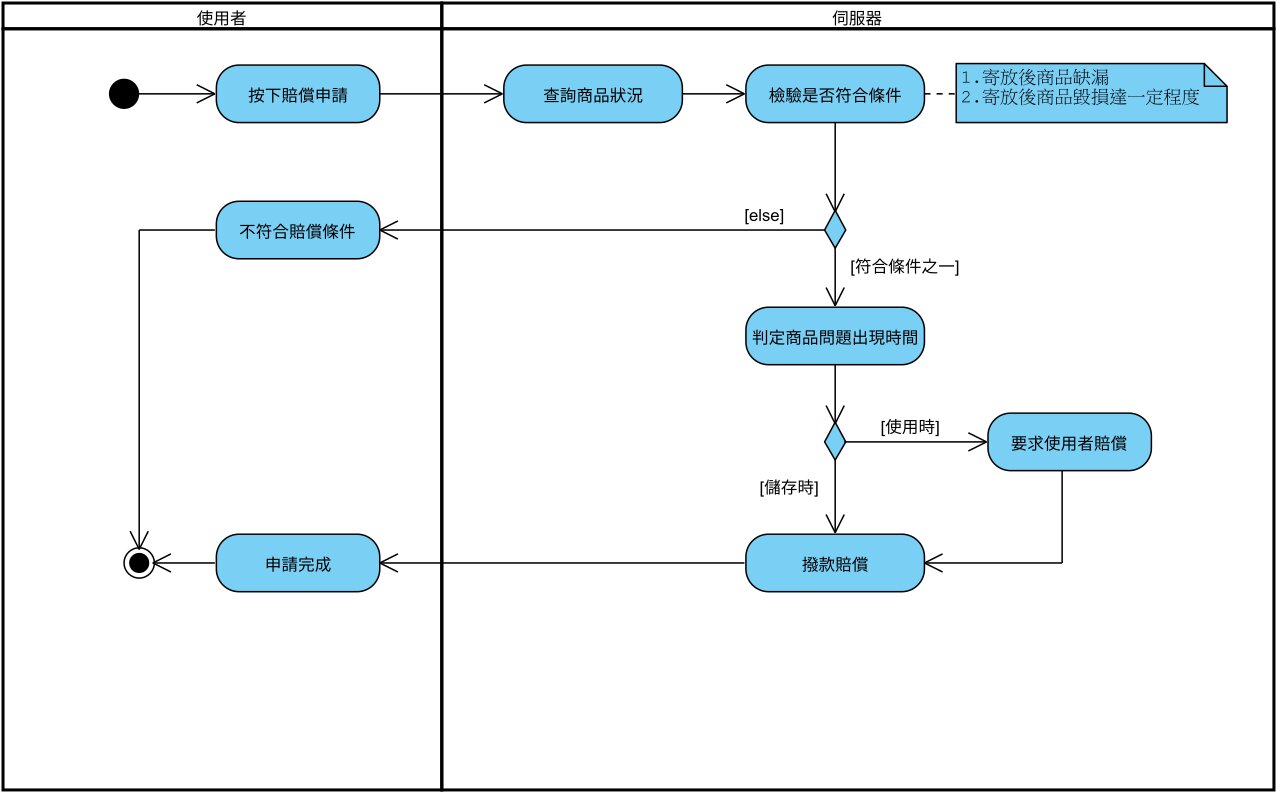 使用者
伺服器
按下賠償申請
查詢商品狀況
檢驗是否符合條件
1.寄放後商品缺漏
2.寄放後商品毀損達一定程度
[else]
不符合賠償條件
[符合條件之一]
判定商品問題出現時間
[使用時]
要求使用者賠償
[儲存時]
申請完成
撥款賠償